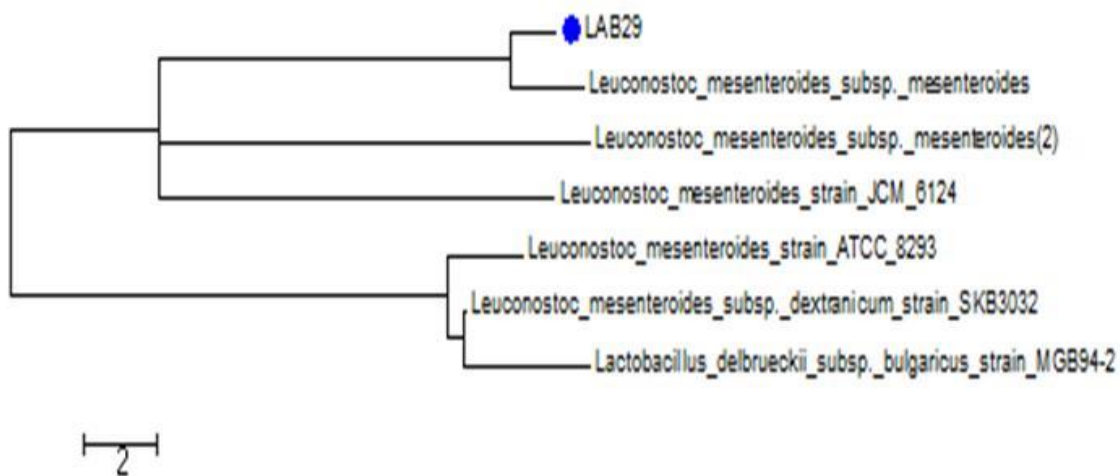 LAB29
Leuconostoc_mesenteroides_subsp._mesenteroides
Leuconostoc_mesenteroides_subsp._mesenteroides(2)
Leuconostoc_mesenteroides_strain_JCM_6124
Leuconostoc_mesenteroides_strain_ATCC_8293
Leuconostoc_mesenteroides_subsp._dextranicum_strain_SKB3032
Lactobacillus_delbrueckii_subsp._bulgaricus_strain_MGB94-2
2